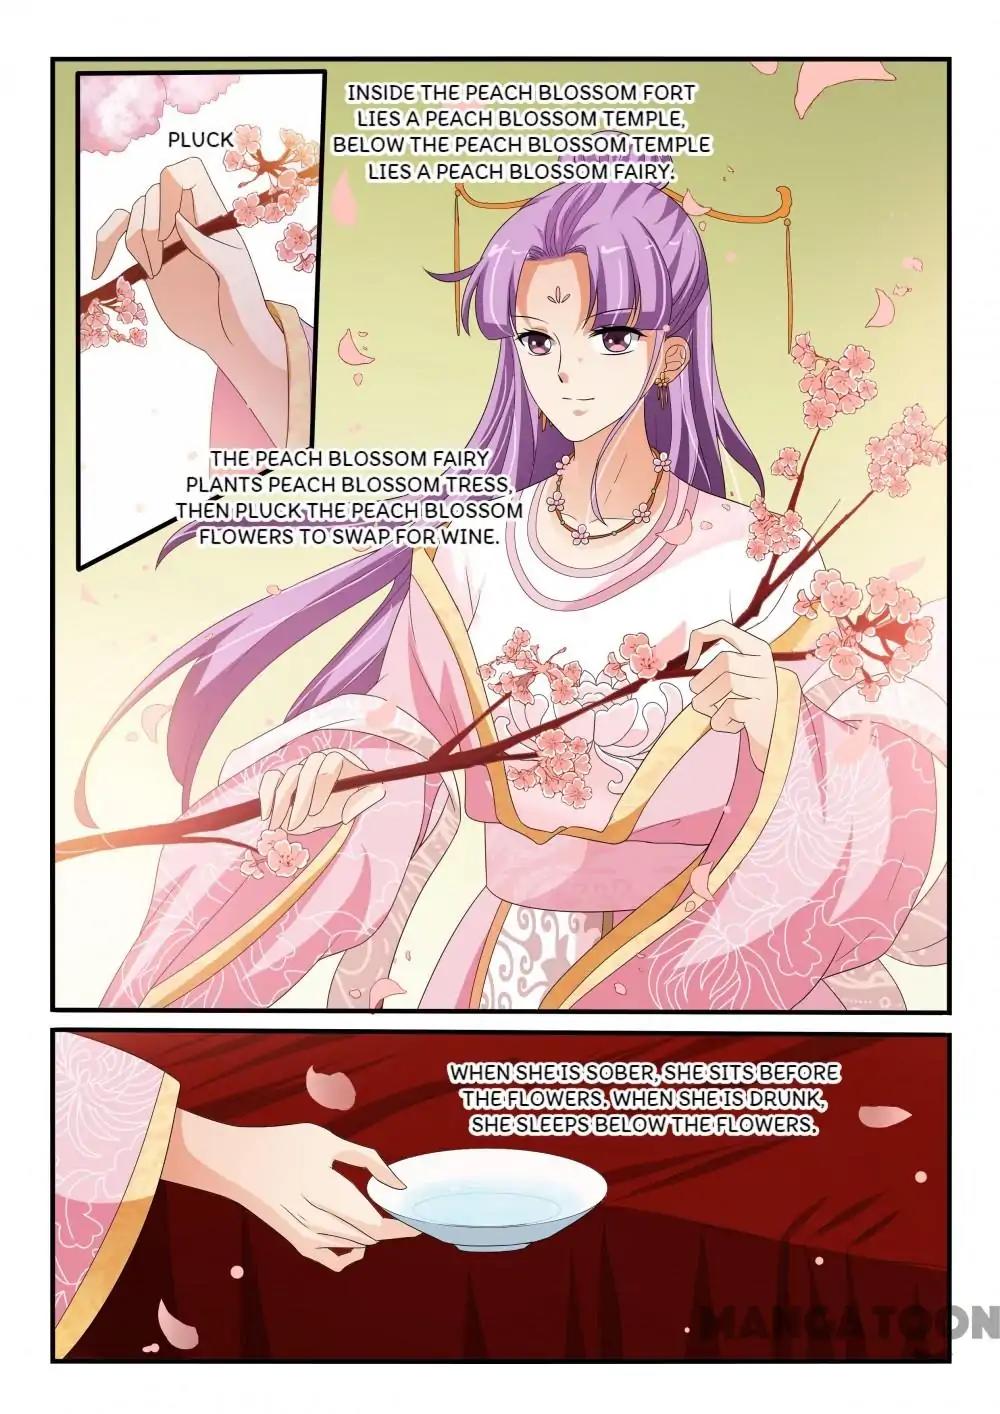 PLUCK
INSIDE THE PEACH BLOSSOM FORT
LIES A PEACH BLOSSOM TEMPLE,
BELOW THE PEACH BLOSSOM TEMPLE
LIES A PEACH BLOSSOM FAIRY.
THE PEACH BLOSSOM FAIRY
PLANTS PEACH BLOSSOM TRESS,
THEN PLUCK THE PEACH BLOSSOM
FLOWERS TO SWAP FOR WINE.
WHEN SHE IS SOBER, SHE SITS BEFORE
THE FLOWERS. WHEN SHE IS DRUNK,
SHE SLEEPS BELOW THE FLOWERS.
MANGA TOON